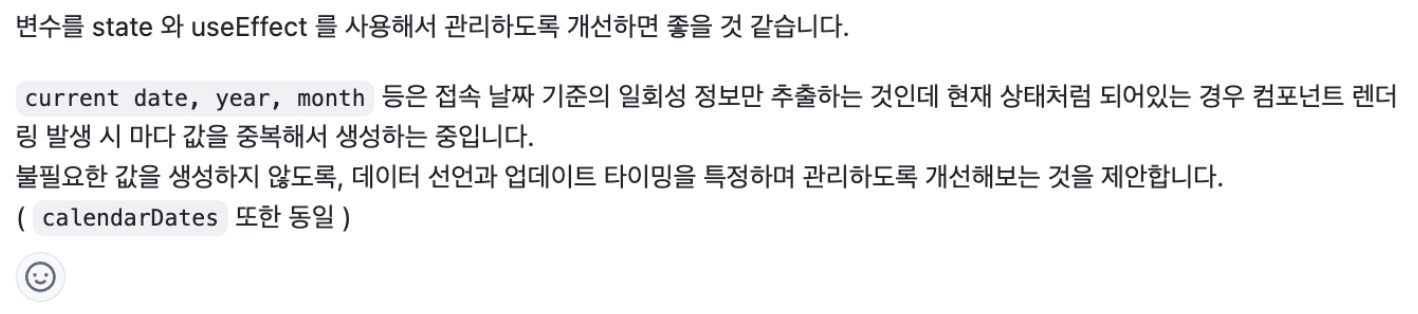 변수를 state 와 useEffect 를 사용해서 관리하도록 개선하면 좋을 것 같습니다.
current date, year, month 등은 접속 날짜 기준의 일회성 정보만 추출하는 것인데 현재 상태처럼 되어있는 경우 컴포넌트 렌더
링 발생 시 마다 값을 중복해서 생성하는 중입니다.
불필요한 값을 생성하지 않도록, 데이터 선언과 업데이트 타이밍을 특정하며 관리하도록 개선해보는 것을 제안합니다.
( calendarDates 또한 동일 )